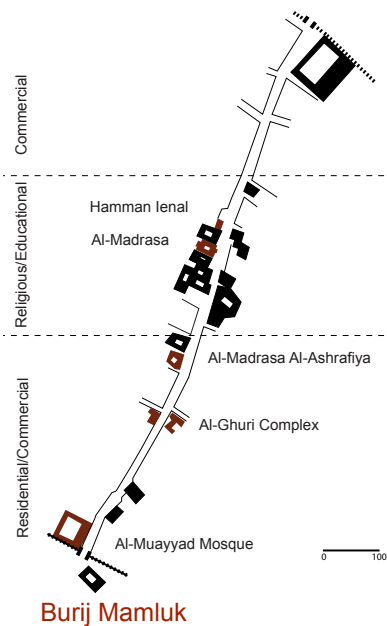 Commercial
Religious/Educational
Hamman Ienal
Al-Madrasa
Al-Madrasa Al-Ashrafiya
Residential/Commercial
Al-Ghuri Complex
Al-Muayyad Mosque
0 100
Burij Mamluk